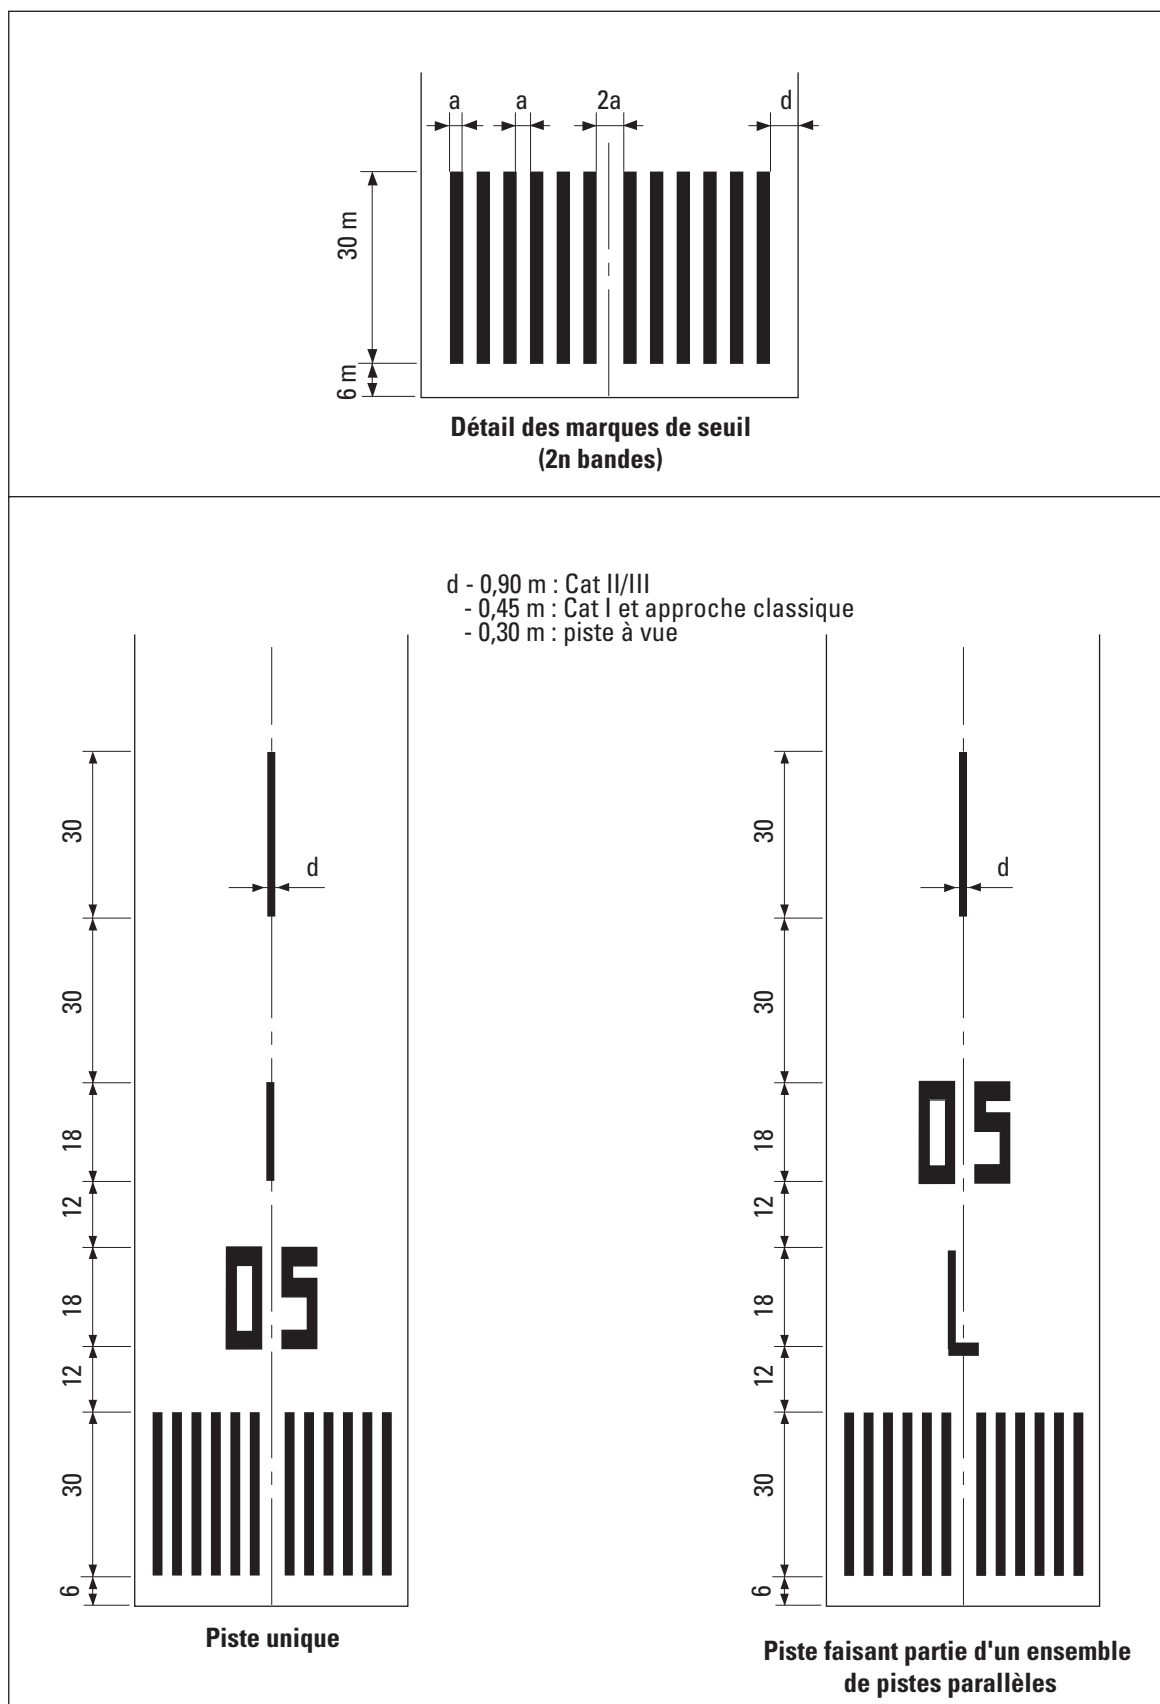 a a 2a d
30 m
6 m
Détail des marques de seuil
(2n bandes)
d - 0,90 m : Cat II/III
- 0,45 m : Cat I et approche classique
- 0,30 m : piste à vue
30
d
30
18
12
05
18
12
30
6
Piste unique
30
d
30
05
18
12
L
18
12
30
6
Piste faisant partie d'un ensemble
de pistes parallèles